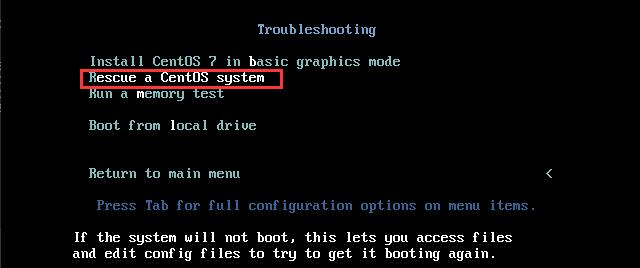 Troubleshooting
Install CentOS 7 in basic graphics mode
Rescue a CentOS system
Run a memory test
Boot from local drive
Return to main menu <
Press Tab for full configuration options on menu items.
If the system will not boot, this lets you access files
and edit config files to try to get it booting again.